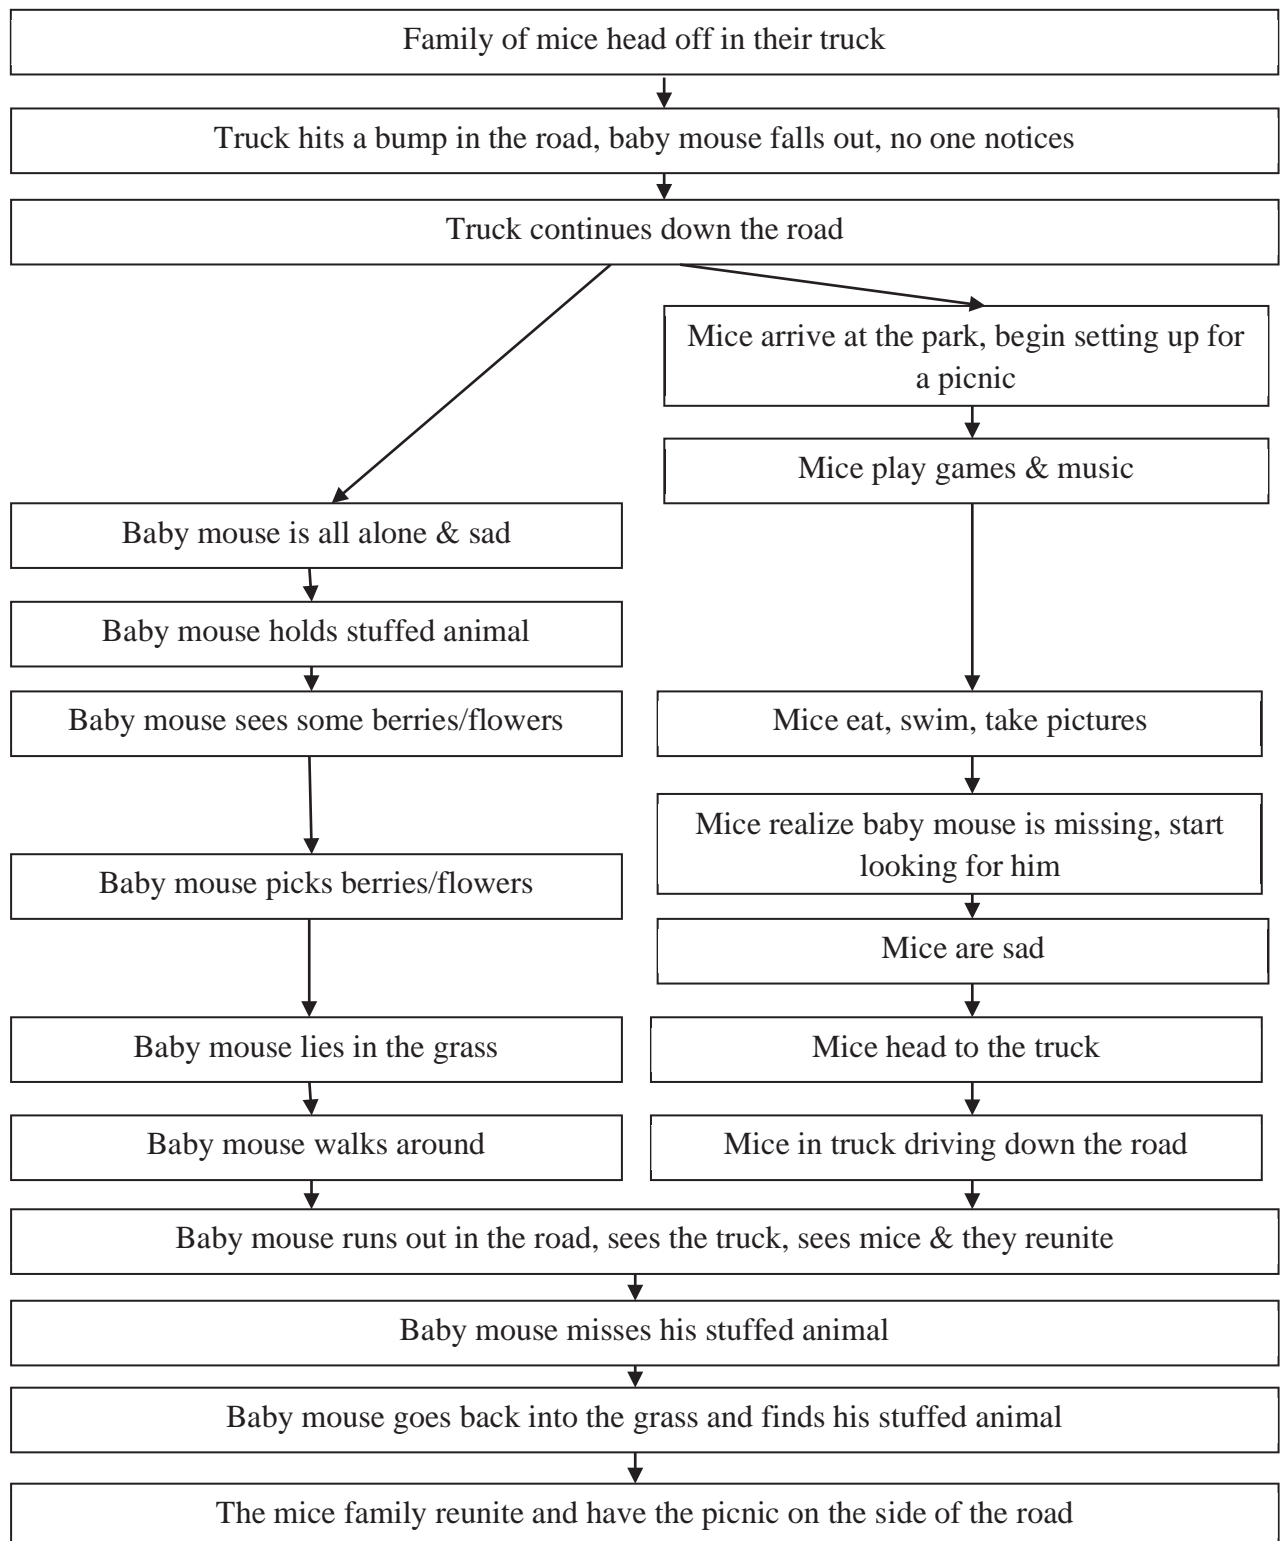 Family of mice head off in their truck
Truck hits a bump in the road, baby mouse falls out, no one notices
Truck continues down the road
Mice arrive at the park, begin setting up for
a picnic
Mice play games & music
Baby mouse is all alone & sad
Baby mouse holds stuffed animal
Baby mouse sees some berries/flowers
Mice eat, swim, take pictures
Mice realize baby mouse is missing, start
looking for him
Baby mouse picks berries/flowers
Mice are sad
Baby mouse lies in the grass
Mice head to the truck
Baby mouse walks around
Mice in truck driving down the road
Baby mouse runs out in the road, sees the truck, sees mice & they reunite
Baby mouse misses his stuffed animal
Baby mouse goes back into the grass and finds his stuffed animal
The mice family reunite and have the picnic on the side of the road